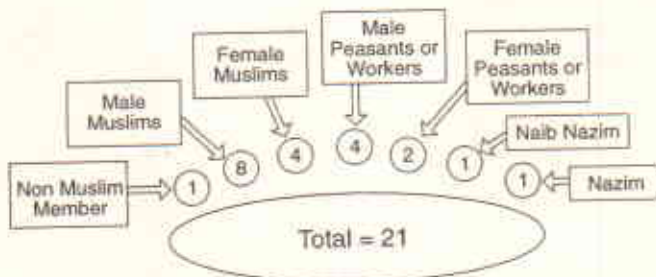 Non Muslim
Member
1
Male
Muslims
8
Female
Muslims
4
Male
Peasants or
Workers
4
Female
Peasants or
Workers
2
Naib Nazim
1
Nazim
1
Total = 21